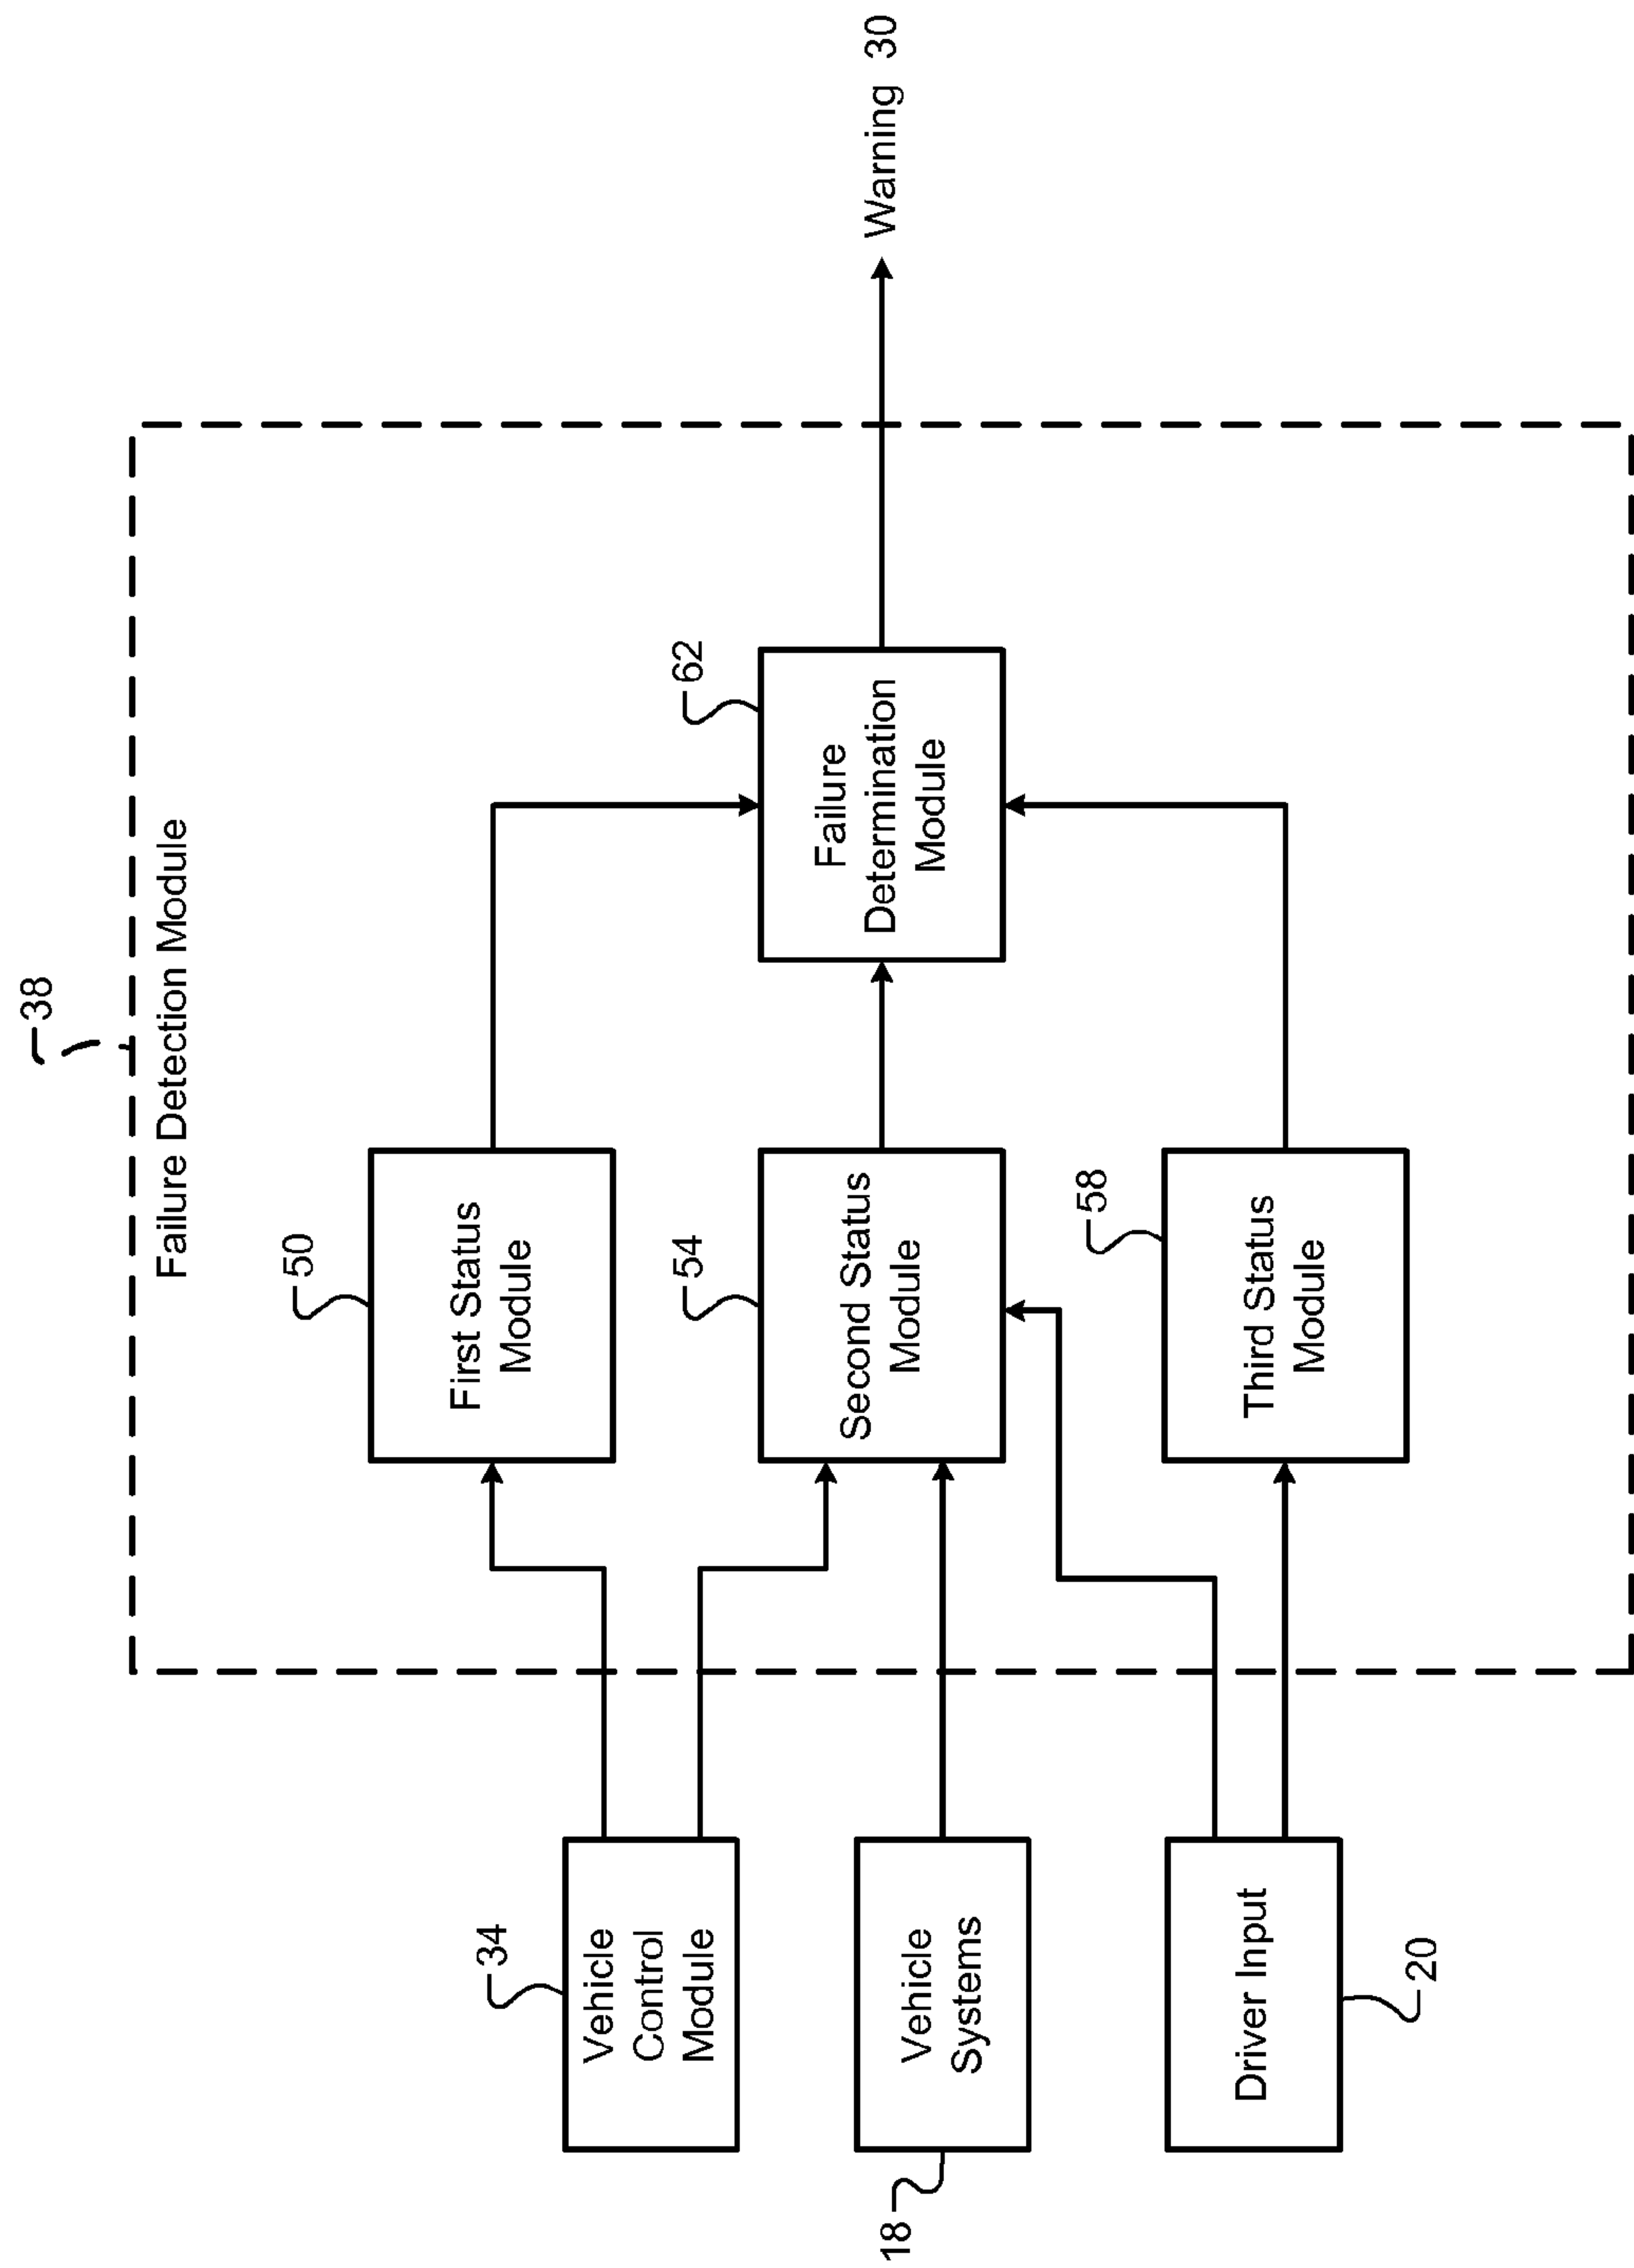 38
Failure Detection Module
34
Vehicle
Control
Module
50
First Status
Module
18
Vehicle
Systems
54
Second Status
Module
62
Failure
Determination
Module
Warning 30
Driver Input
20
58
Third Status
Module